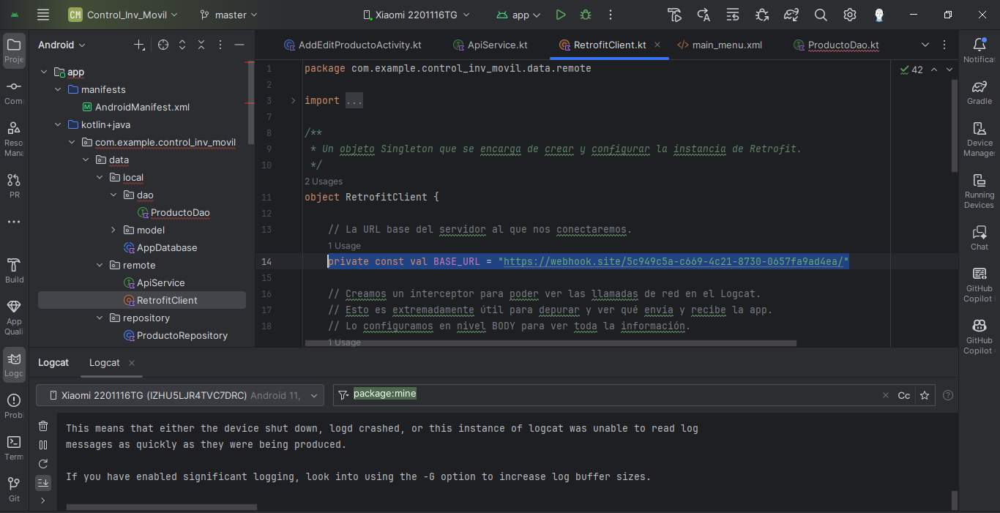 CM Control_Inv_Movil
master
Xiaomi 2201116TG
app
Android
AddEditProductoActivity.kt
ApiService.kt
RetrofitClient.kt
main_menu.xml
ProductoDao.kt
Proje
Com
Reso
Mana
PR
Build
App
Quali
Logc
Probl
Term
Git
app
manifests
AndroidManifest.xml
kotlin+java
com.example.control_inv_movil
data
local
dao
ProductoDao
model
AppDatabase
remote
ApiService
RetrofitClient
repository
ProductoRepository
1 package com.example.control_inv_movil.data.remote
2
3 import ...
7
8 /**
9 * Un objeto Singleton que se encarga de crear y configurar la instancia de Retrofit.
10 */
2 Usages
11 object RetrofitClient {
12
13 // La URL base del servidor al que nos conectaremos.
1 Usage
14 private const val BASE_URL = "https://webhook.site/5c949c5a-c669-4c21-8730-0657fa9ad4ea/"
15
16 // Creamos un interceptor para poder ver las llamadas de red en el Logcat.
17 // Esto es extremadamente útil para depurar y ver qué envía y recibe la app.
18 // Lo configuramos en nivel BODY para ver toda la información.
1 Usage
42
Notificat
Gradle
Device
Manager
Running
Devices
Chat
GitHub
Copilot
GitHub
Copilot
Logcat
Logcat
Xiaomi 2201116TG (IZHU5LJR4TVC7DRC) Android 11,
package:mine
Cc
This means that either the device shut down, logd crashed, or this instance of logcat was unable to read log
messages as quickly as they were being produced.
If you have enabled significant logging, look into using the -G option to increase log buffer sizes.